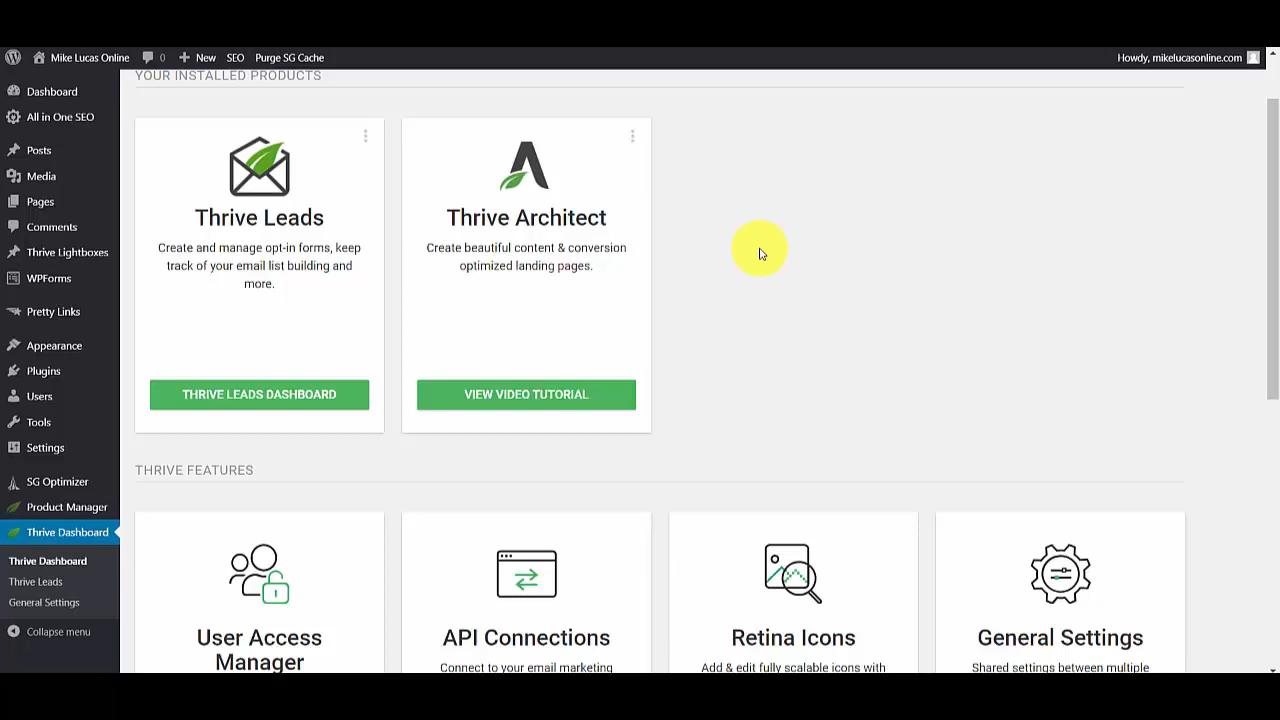 Mike Lucas Online 0 New SEO Purge SG Cache Howdy, mikelucasonline.com
Dashboard
All in One SEO
Posts
Media
Pages
Comments
Thrive Lightboxes
WPForms
Pretty Links
Appearance
Plugins
Users
Tools
Settings
SG Optimizer
Product Manager
Thrive Dashboard
Thrive Dashboard
Thrive Leads
General Settings
Collapse menu
YOUR INSTALLED PRODUCTS
Thrive Leads
Create and manage opt-in forms, keep
track of your email list building and
more.
THRIVE LEADS DASHBOARD
Thrive Architect
Create beautiful content & conversion
optimized landing pages.
VIEW VIDEO TUTORIAL
THRIVE FEATURES
User Access
Manager
API Connections
Connect to your email marketing
Retina Icons
Add & edit fully scalable icons with
General Settings
Shared settings between multiple